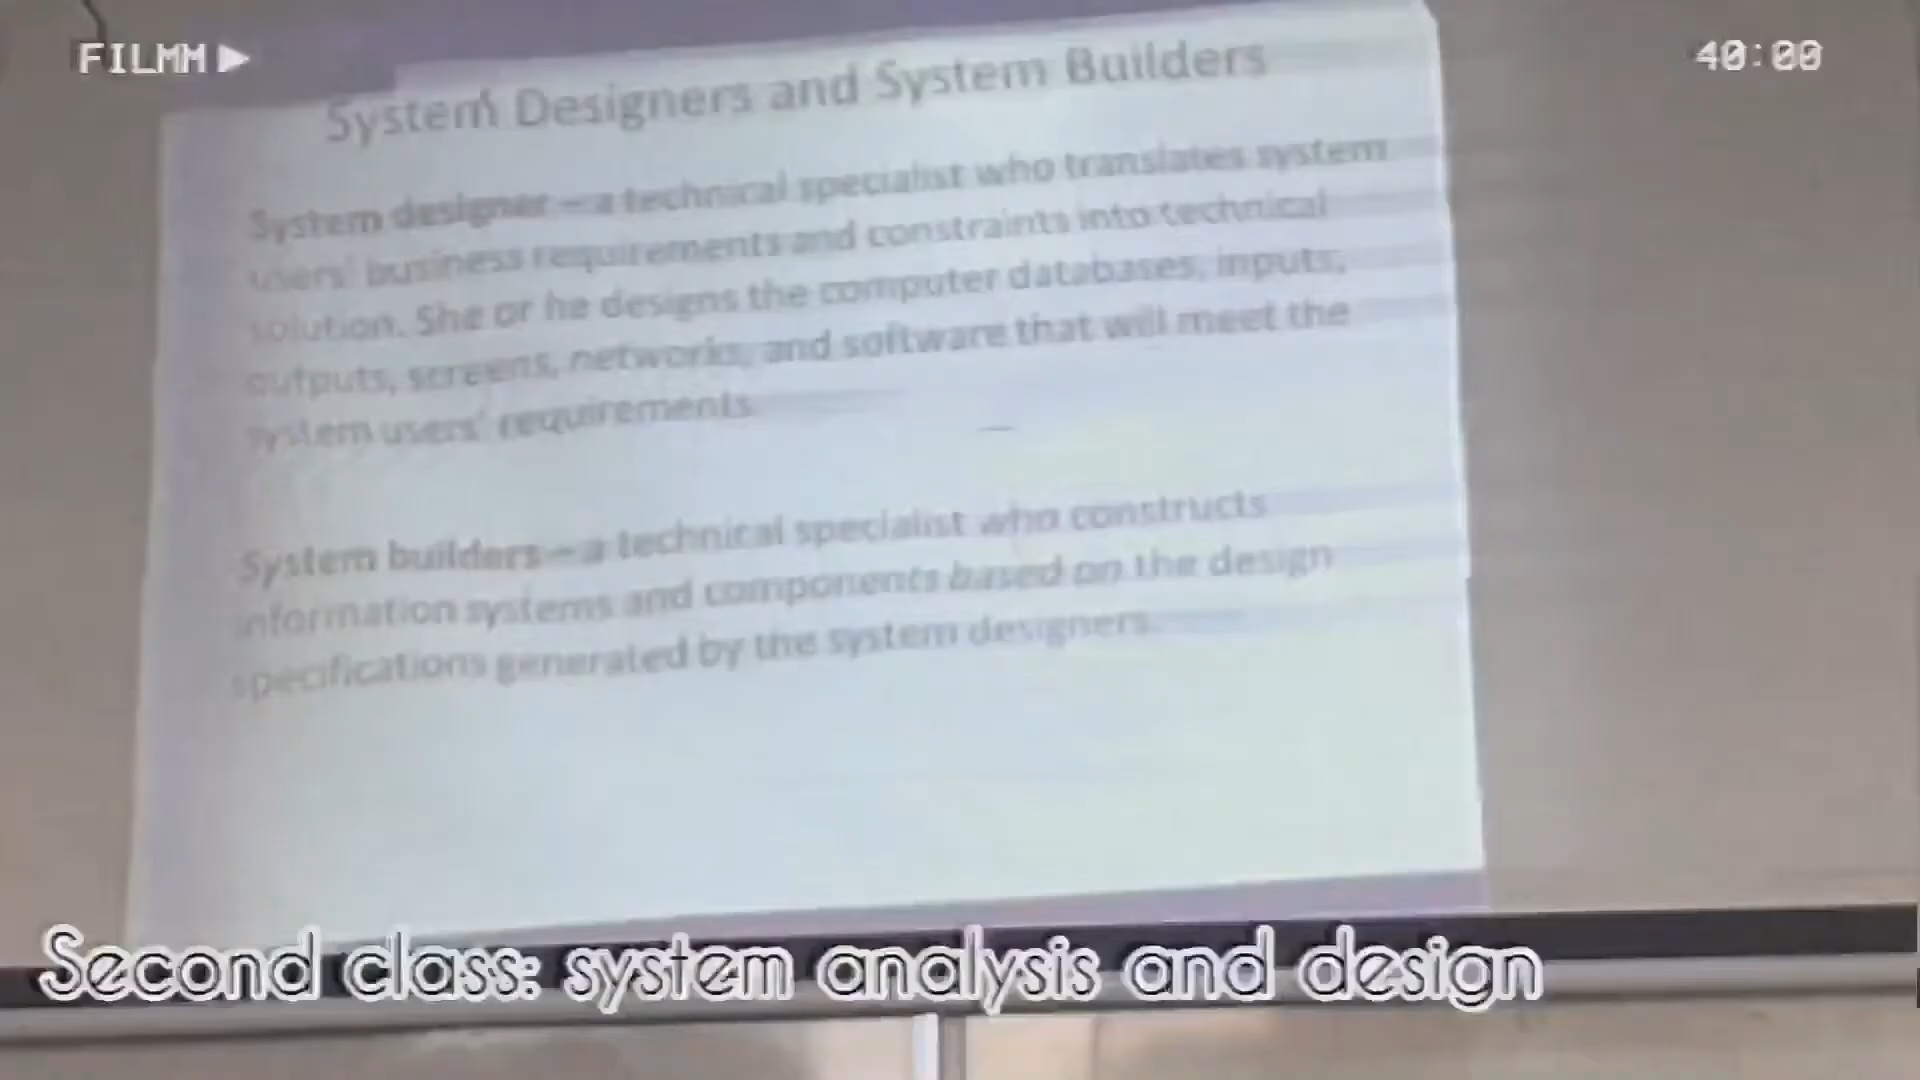 FILMM
40:00
System Designers and System Builders
System designer – a technical specialist who translates system
users' business requirements and constraints into technical
solution. She or he designs the computer databases, inputs,
outputs, screens, networks, and software that will meet the
system users' requirements
System builders – a technical specialist who constructs
information systems and components based on the design
specifications generated by the system designers.
Second class: system analysis and design